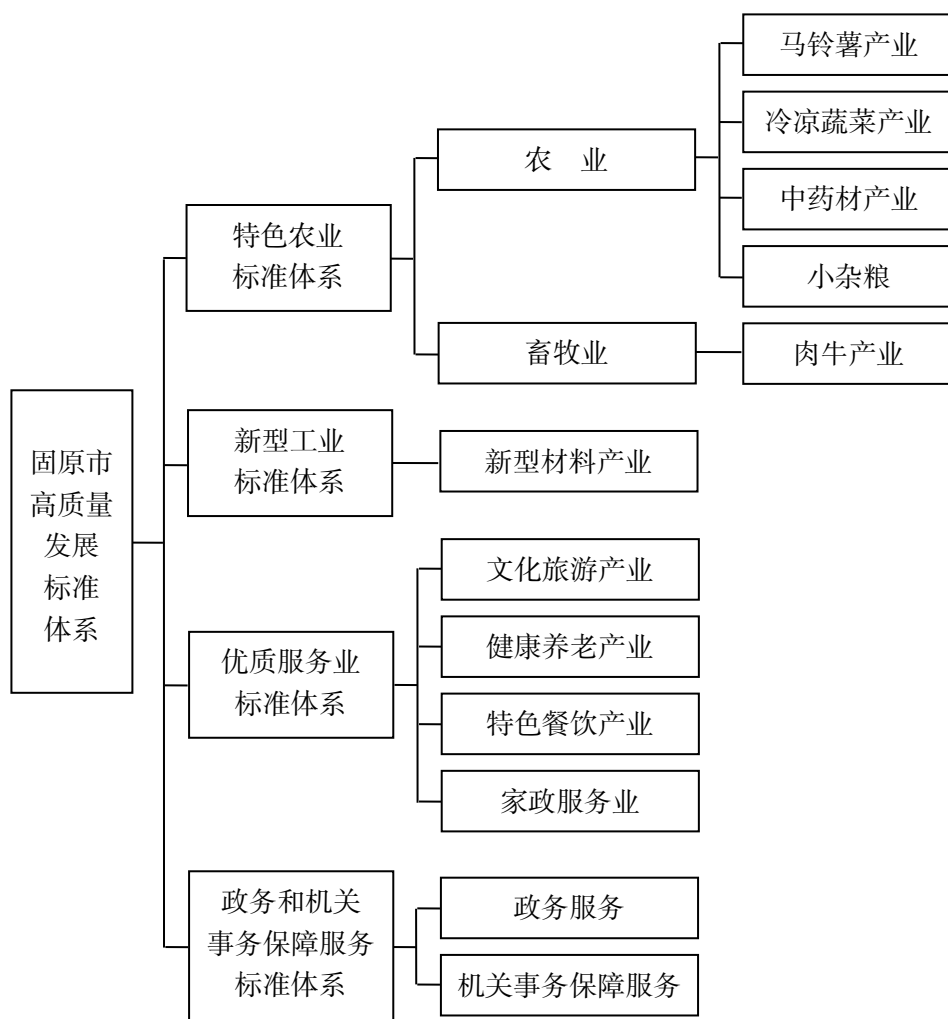 固原市
高质量
发展
标准
体系
特色农业
标准体系
农　业
马铃薯产业
冷凉蔬菜产业
中药材产业
小杂粮
畜牧业
肉牛产业
新型工业
标准体系
新型材料产业
优质服务业
标准体系
文化旅游产业
健康养老产业
特色餐饮产业
家政服务业
政务和机关
事务保障服务
标准体系
政务服务
机关事务保障服务